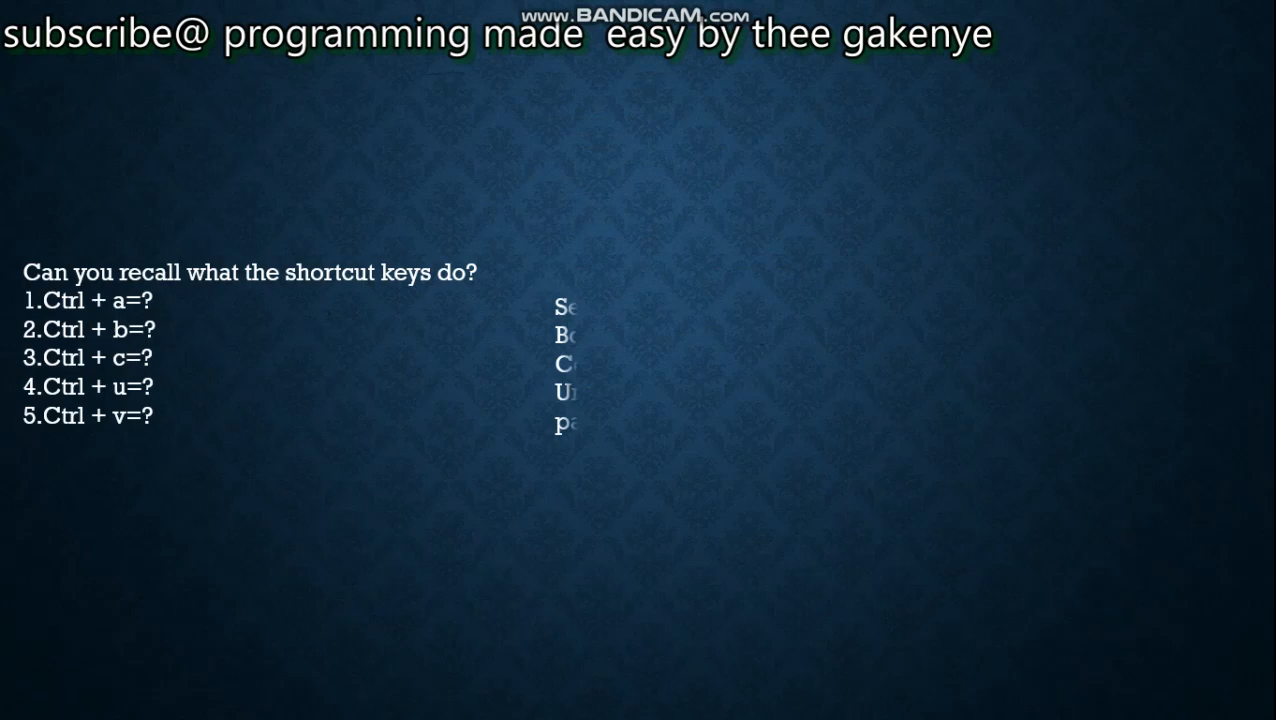 www.BANDICAM.com
subscribe@ programming made easy by thee gakenye
Can you recall what the shortcut keys do?
1.Ctrl + a=?
2.Ctrl + b=?
3.Ctrl + c=?
4.Ctrl + u=?
5.Ctrl + v=?